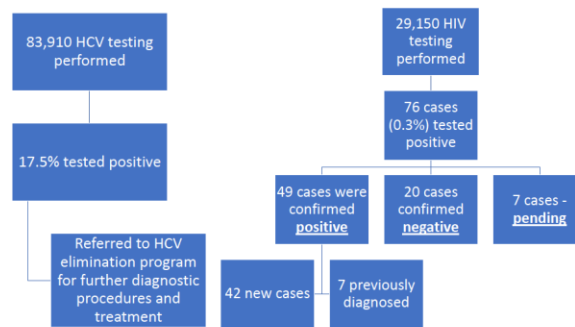 83,910 HCV testing
performed
17.5% tested positive
Referred to HCV
elimination program
for further diagnostic
procedures and
treatment
29,150 HIV
testing
performed
76 cases
(0.3%) tested
positive
49 cases were
confirmed
positive
20 cases
confirmed
negative
7 cases -
pending
42 new cases
7 previously
diagnosed